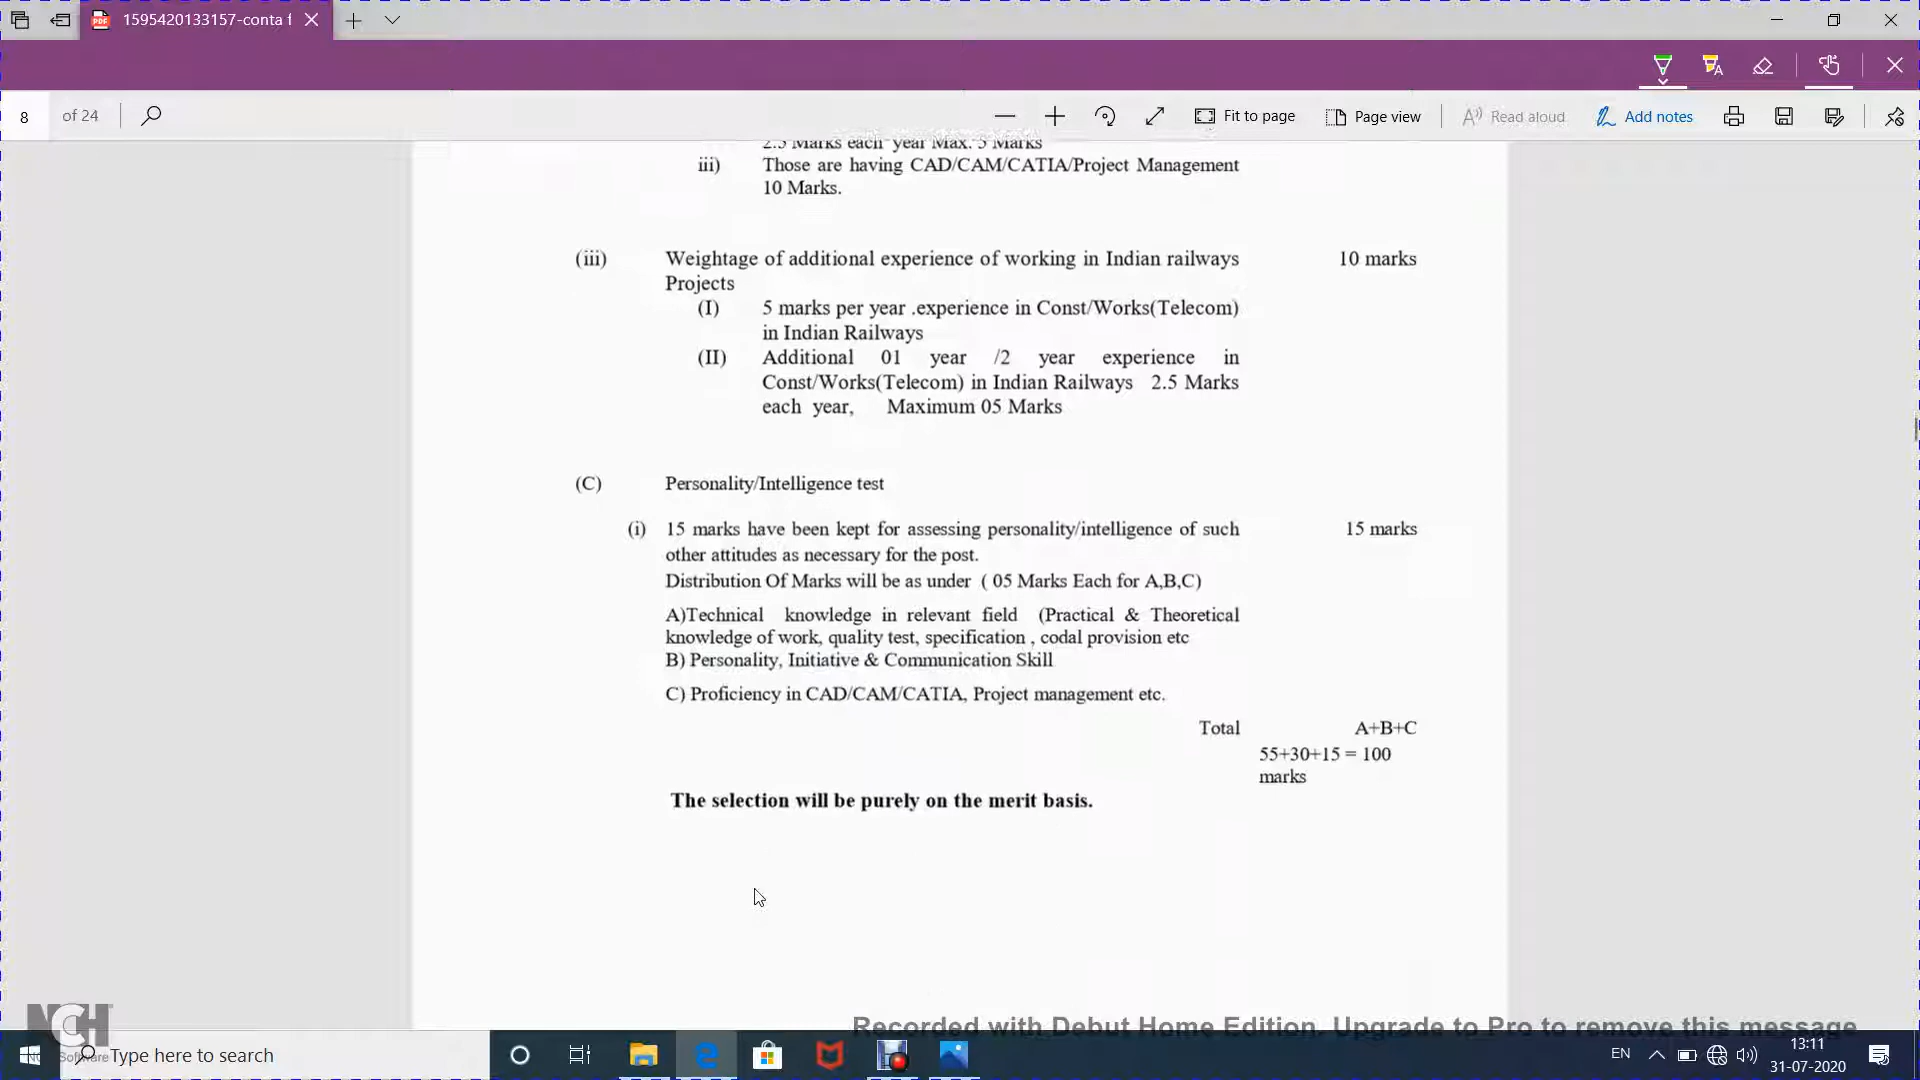 1595420133157-conta f
8 of 24
Fit to page
Page view
Read aloud
Add notes
2.5 Marks each year Max. 5 Marks
iii) Those are having CAD/CAM/CATIA/Project Management
10 Marks.
(iii) Weightage of additional experience of working in Indian railways 10 marks
Projects
(I) 5 marks per year .experience in Const/Works(Telecom)
in Indian Railways
(II) Additional 01 year /2 year experience in
Const/Works(Telecom) in Indian Railways 2.5 Marks
each year, Maximum 05 Marks
(C) Personality/Intelligence test
(i) 15 marks have been kept for assessing personality/intelligence of such 15 marks
other attitudes as necessary for the post.
Distribution Of Marks will be as under ( 05 Marks Each for A,B,C)
A)Technical knowledge in relevant field (Practical & Theoretical
knowledge of work, quality test, specification , codal provision etc
B) Personality, Initiative & Communication Skill
C) Proficiency in CAD/CAM/CATIA, Project management etc.
Total A+B+C
55+30+15 = 100
marks
The selection will be purely on the merit basis.
NCH
Software
Recorded with Debut Home Edition. Upgrade to Pro to remove this message
Type here to search
EN
13:11
31-07-2020